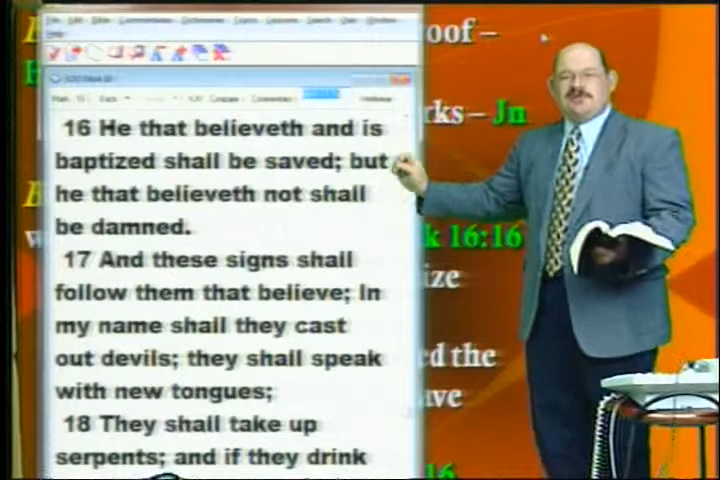 16 He that believeth and is
baptized shall be saved; but
he that believeth not shall
be damned.
17 And these signs shall
follow them that believe; In
my name shall they cast
out devils; they shall speak
with new tongues;
18 They shall take up
serpents; and if they drink
oof –
rks – Jn
k 16:16
ize
ed the
ave
16